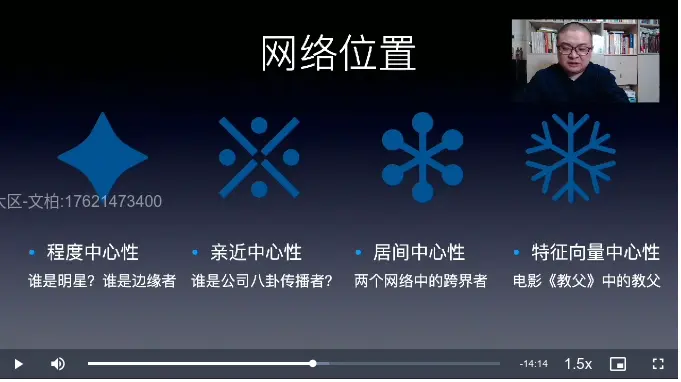 网络位置
大区-文柏:17621473400
• 程度中心性
谁是明星？谁是边缘者
• 亲近中心性
谁是公司八卦传播者？
• 居间中心性
两个网络中的跨界者
• 特征向量中心性
电影《教父》中的教父
-14:14
1.5x